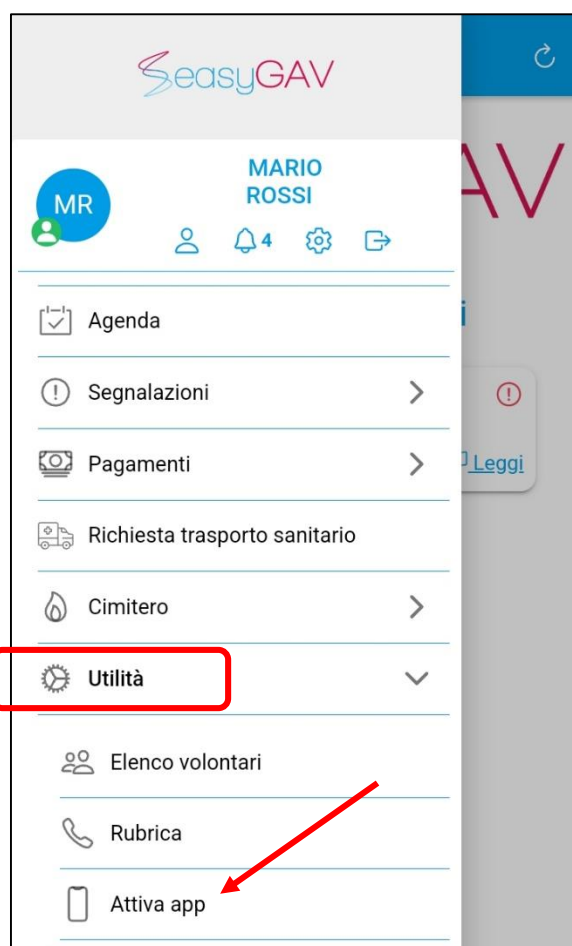 SeasyGAV
AV
MR
MARIO
ROSSI
4
i
Agenda
Segnalazioni
Pagamenti
Leggi
Richiesta trasporto sanitario
Cimitero
Utilità
Elenco volontari
Rubrica
Attiva app